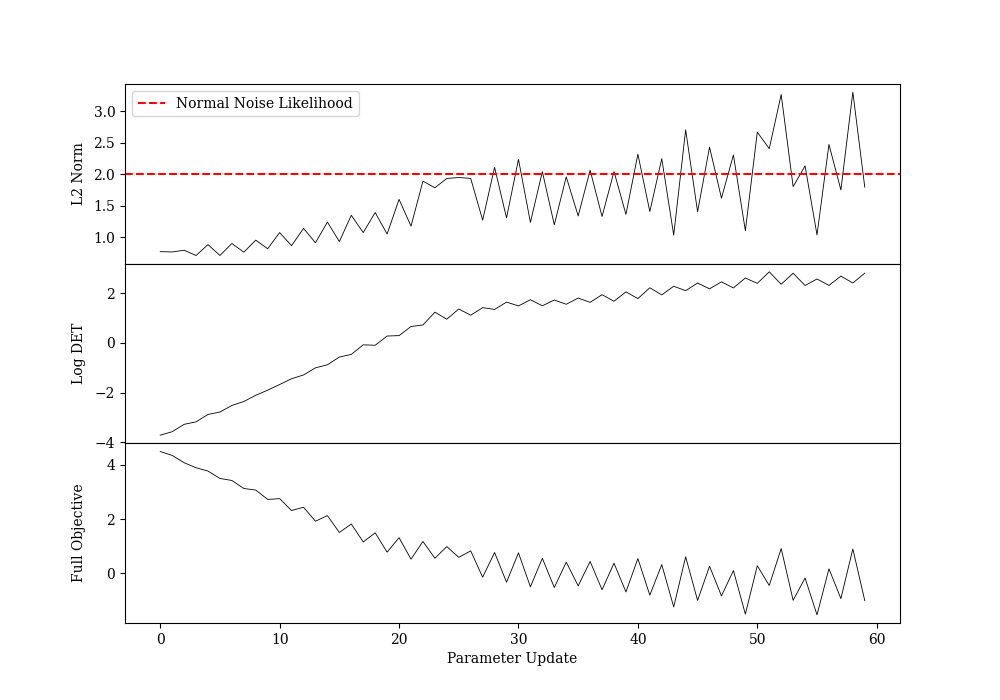 Normal Noise Likelihood
L2 Norm
3.0
2.5
2.0
1.5
1.0
Log DET
2
0
−2
−4
Full Objective
4
2
0
0 10 20 30 40 50 60
Parameter Update